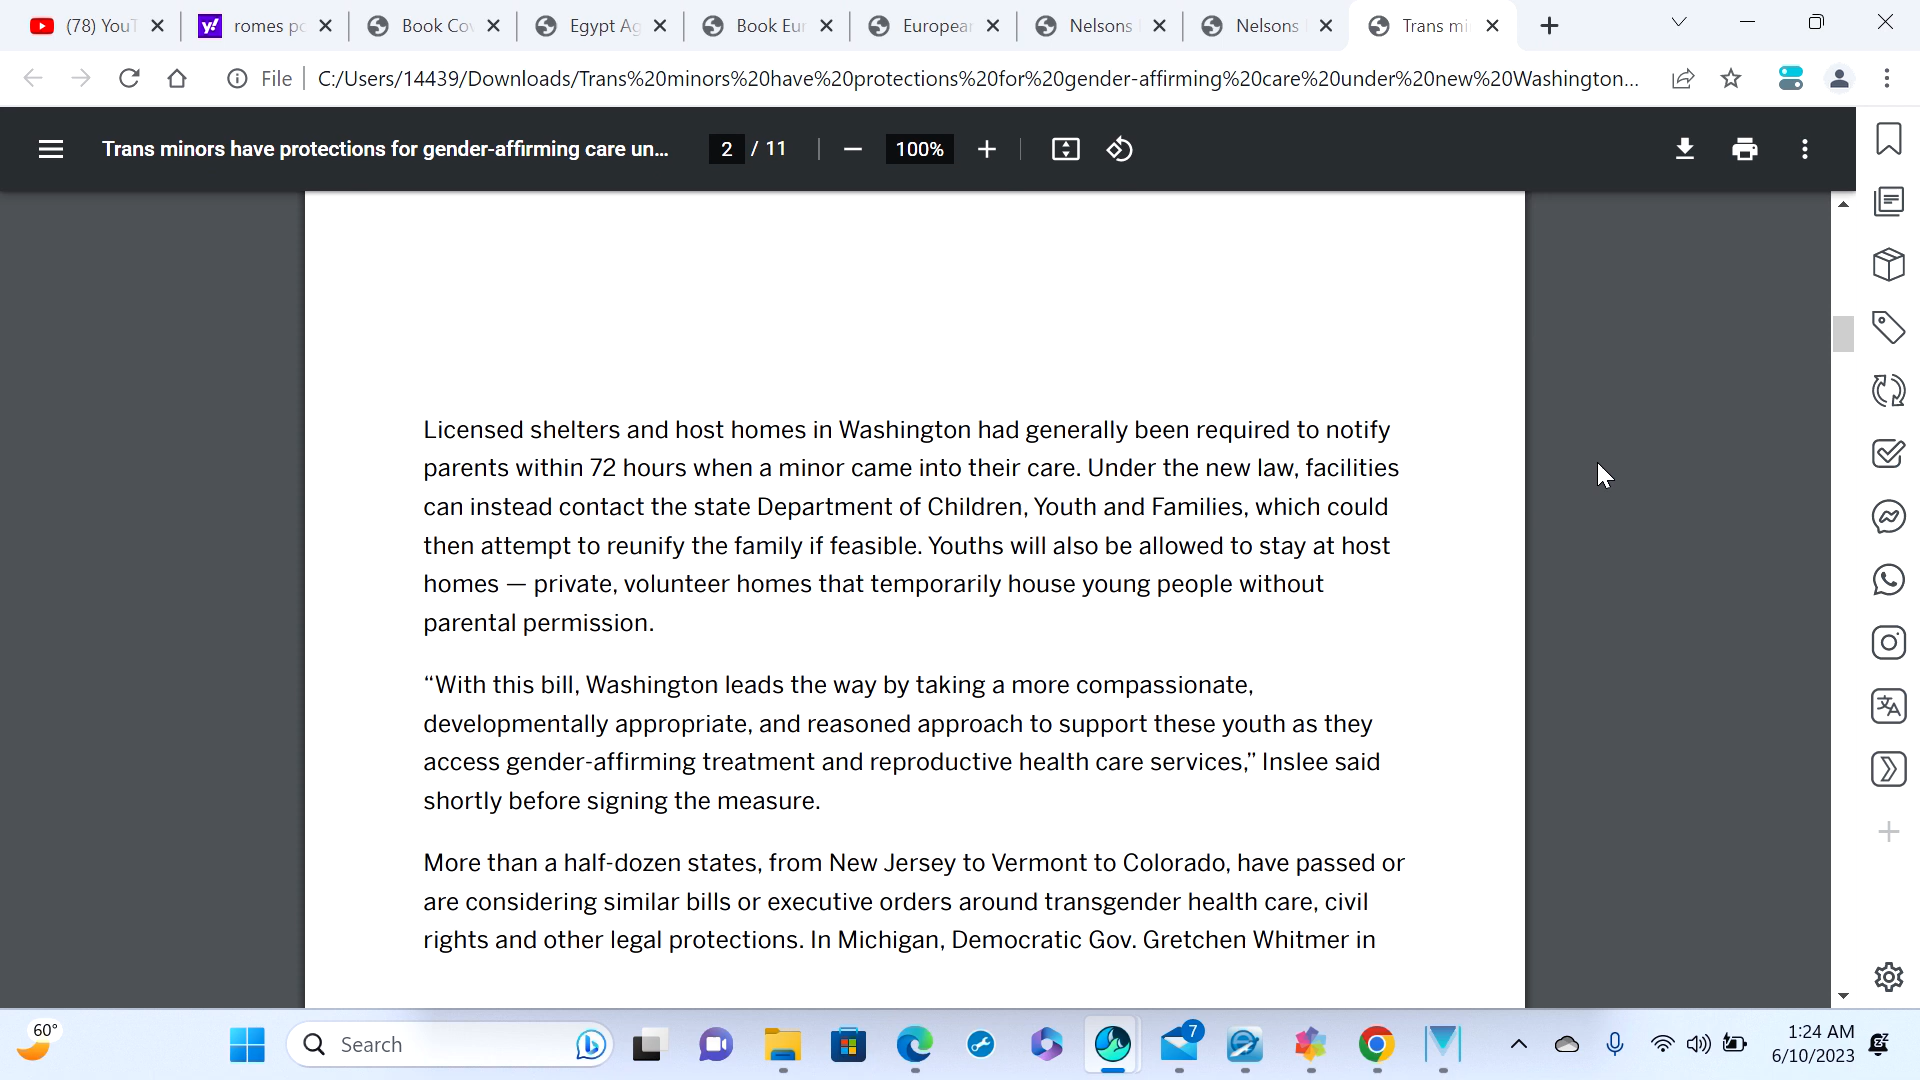 (78) YouT
romes po
Book Co
Egypt Ag
Book Eur
European
Nelsons
Nelsons
Trans mi
File
C:/Users/14439/Downloads/Trans%20minors%20have%20protections%20for%20gender-affirming%20care%20under%20new%20Washington...
Trans minors have protections for gender-affirming care un...
2 / 11
100%
Licensed shelters and host homes in Washington had generally been required to notify
parents within 72 hours when a minor came into their care. Under the new law, facilities
can instead contact the state Department of Children, Youth and Families, which could
then attempt to reunify the family if feasible. Youths will also be allowed to stay at host
homes — private, volunteer homes that temporarily house young people without
parental permission.
“With this bill, Washington leads the way by taking a more compassionate,
developmentally appropriate, and reasoned approach to support these youth as they
access gender-affirming treatment and reproductive health care services,” Inslee said
shortly before signing the measure.
More than a half-dozen states, from New Jersey to Vermont to Colorado, have passed or
are considering similar bills or executive orders around transgender health care, civil
rights and other legal protections. In Michigan, Democratic Gov. Gretchen Whitmer in
60°
Search
7
1:24 AM
6/10/2023